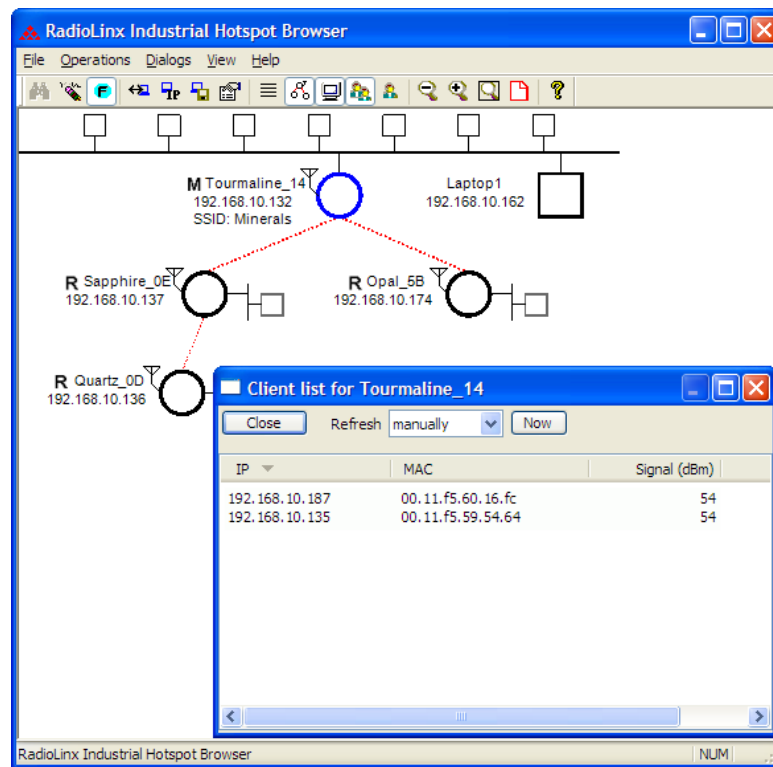 RadioLinx Industrial Hotspot Browser
File Operations Dialogs View Help
F IP ?
M Tourmaline_14
192.168.10.132
SSID: Minerals
Laptop1
192.168.10.162
R Sapphire_0E
192.168.10.137
R Opal_5B
192.168.10.174
R Quartz_0D
192.168.10.136
Client list for Tourmaline_14
Close Refresh manually Now
IP MAC Signal (dBm)
192.168.10.187 00.11.f5.60.16.fc 54
192.168.10.135 00.11.f5.59.54.64 54
RadioLinx Industrial Hotspot Browser NUM